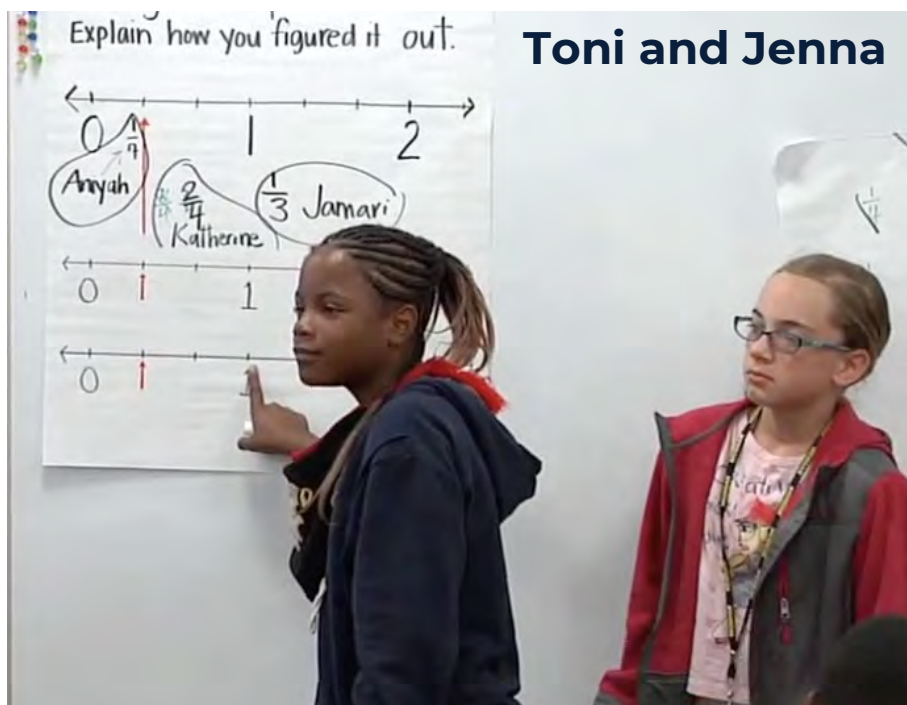 Explain how you figured it out.
Toni and Jenna
0 1 2
Anyah
2/4
Katherine
1/3 Jamari
0 1
0 1